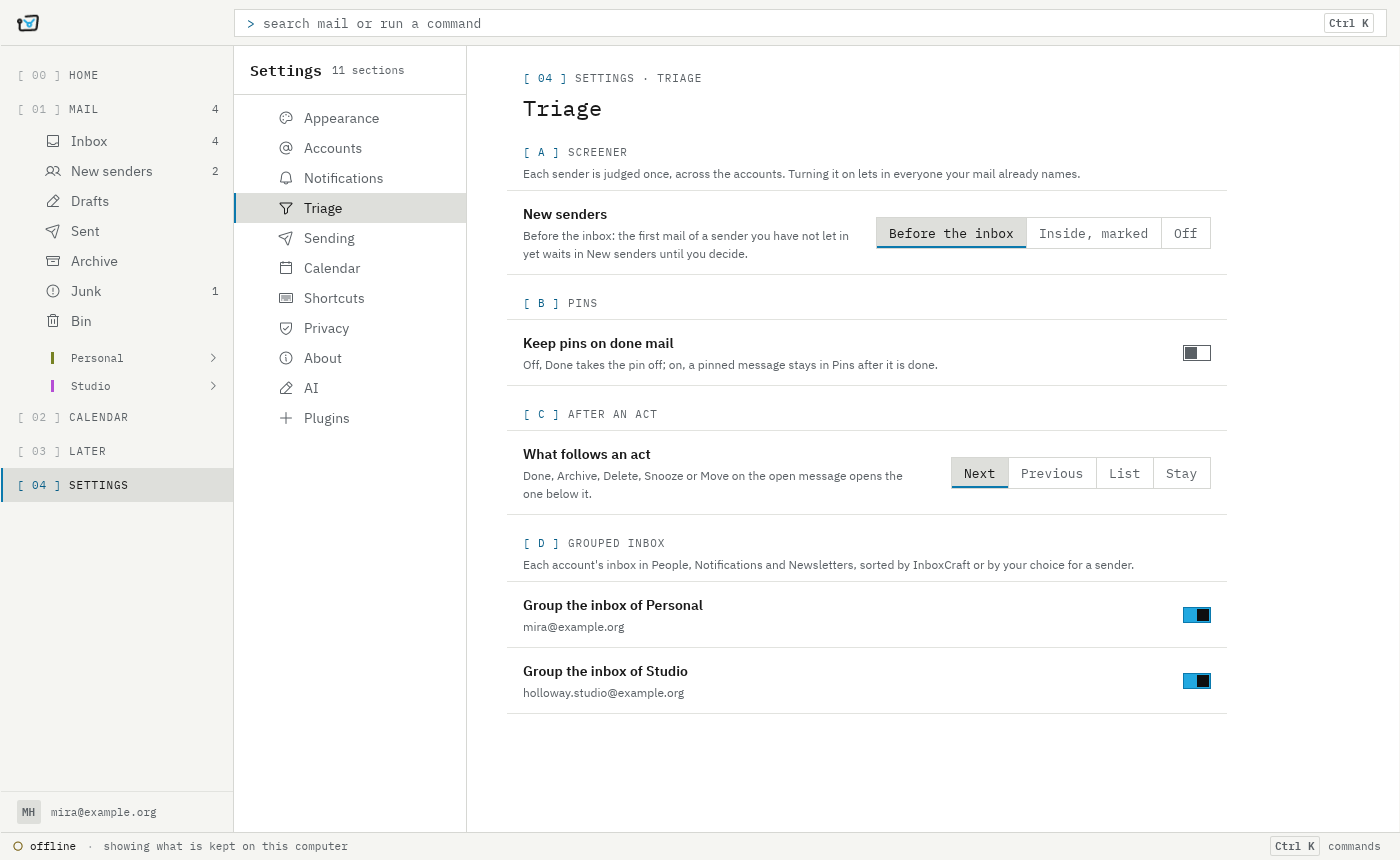 > search mail or run a command
Ctrl K
[ 00 ] HOME
[ 01 ] MAIL 4
Inbox 4
New senders 2
Drafts
Sent
Archive
Junk 1
Bin
Personal
Studio
[ 02 ] CALENDAR
[ 03 ] LATER
[ 04 ] SETTINGS
MH mira@example.org
Settings 11 sections
Appearance
Accounts
Notifications
Triage
Sending
Calendar
Shortcuts
Privacy
About
AI
Plugins
[ 04 ] SETTINGS · TRIAGE
Triage
[ A ] SCREENER
Each sender is judged once, across the accounts. Turning it on lets in everyone your mail already names.
New senders
Before the inbox: the first mail of a sender you have not let in
yet waits in New senders until you decide.
Before the inbox Inside, marked Off
[ B ] PINS
Keep pins on done mail
Off, Done takes the pin off; on, a pinned message stays in Pins after it is done.
[ C ] AFTER AN ACT
What follows an act
Done, Archive, Delete, Snooze or Move on the open message opens the
one below it.
Next Previous List Stay
[ D ] GROUPED INBOX
Each account's inbox in People, Notifications and Newsletters, sorted by InboxCraft or by your choice for a sender.
Group the inbox of Personal
mira@example.org
Group the inbox of Studio
holloway.studio@example.org
offline · showing what is kept on this computer
Ctrl K commands